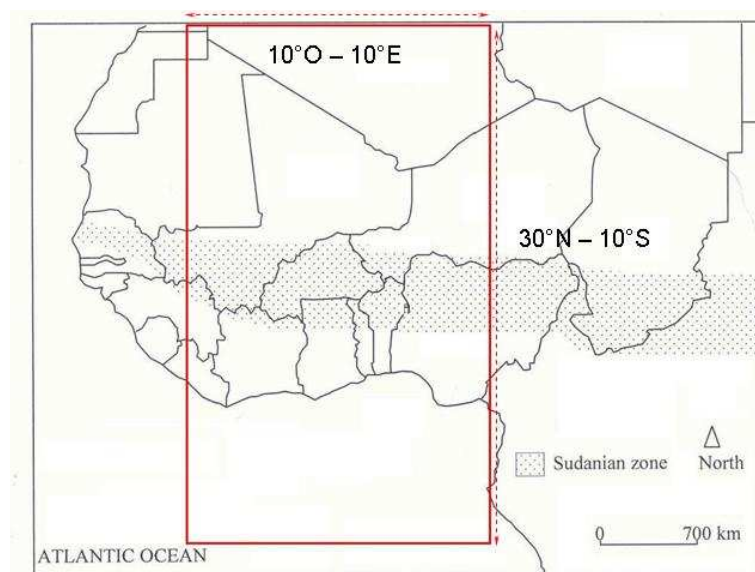 10°O – 10°E
30°N – 10°S
Sudanian zone
North
0 700 km
ATLANTIC OCEAN